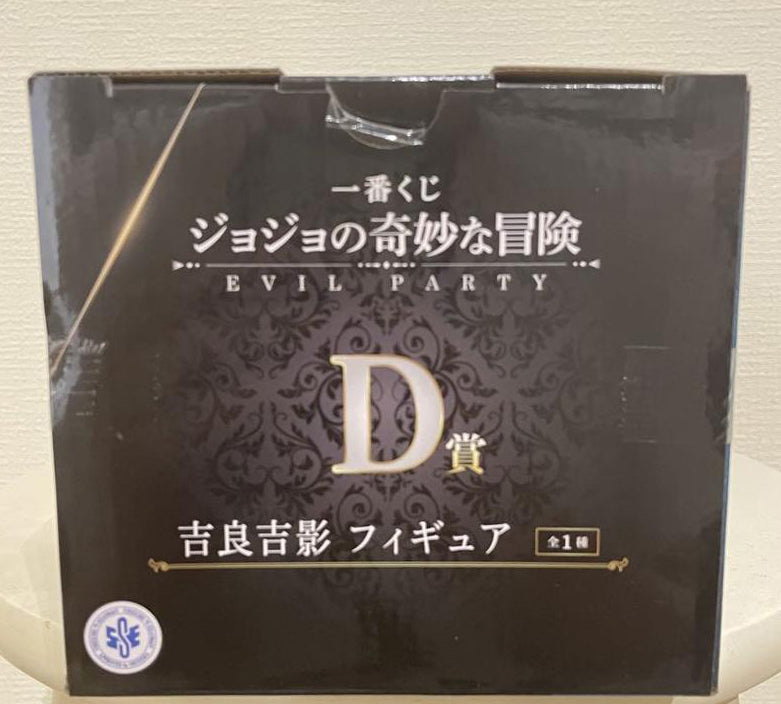 一番くじ
ジョジョの奇妙な冒険
EVIL PARTY
D賞
吉良吉影 フィギュア 全1種